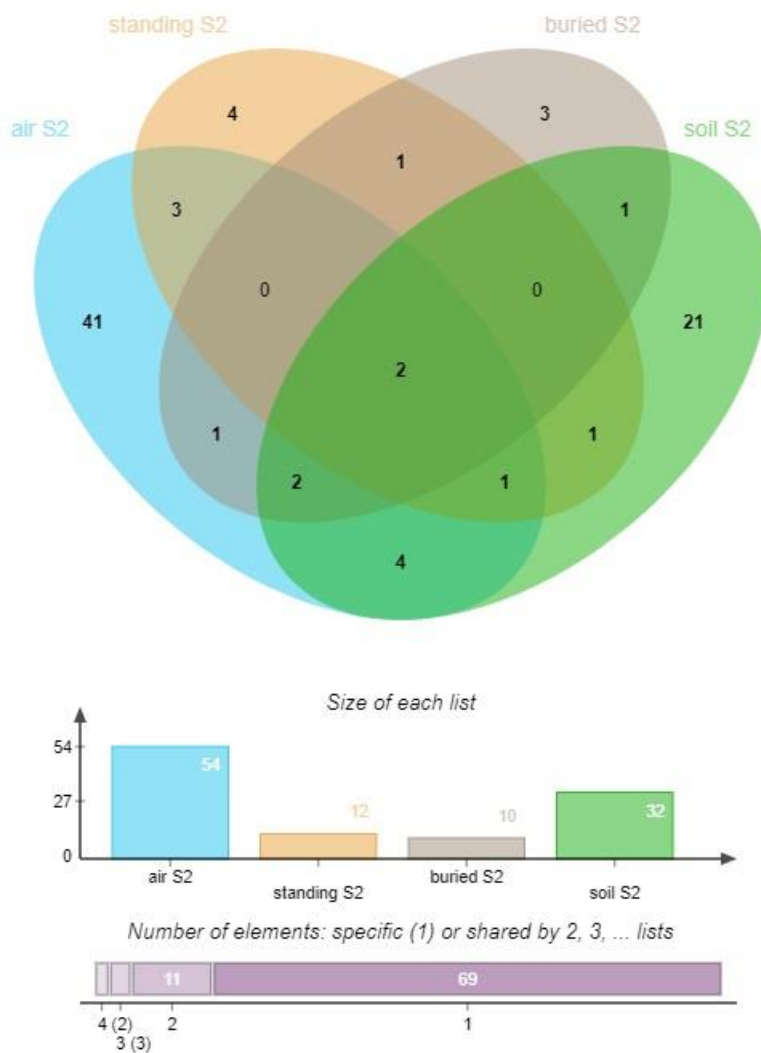 standing S2 buried S2
air S2 soil S2
4 3
1
3 1
0 0
41 21
2
1 1
2 1
4
Size of each list
54
27
0
54 12 10 32
air S2 standing S2 buried S2 soil S2
Number of elements: specific (1) or shared by 2, 3, ... lists
11 69
4 (2) 2 1
3 (3)